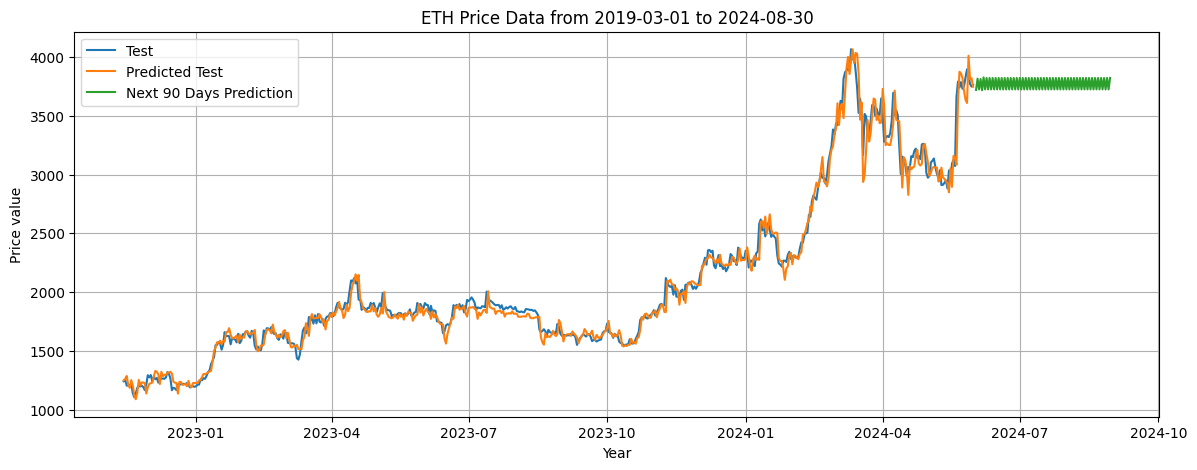 ETH Price Data from 2019-03-01 to 2024-08-30
Test
Predicted Test
Next 90 Days Prediction
4000
3500
3000
2500
2000
1500
1000
Price value
2023-01
2023-04
2023-07
2023-10
2024-01
2024-04
2024-07
2024-10
Year